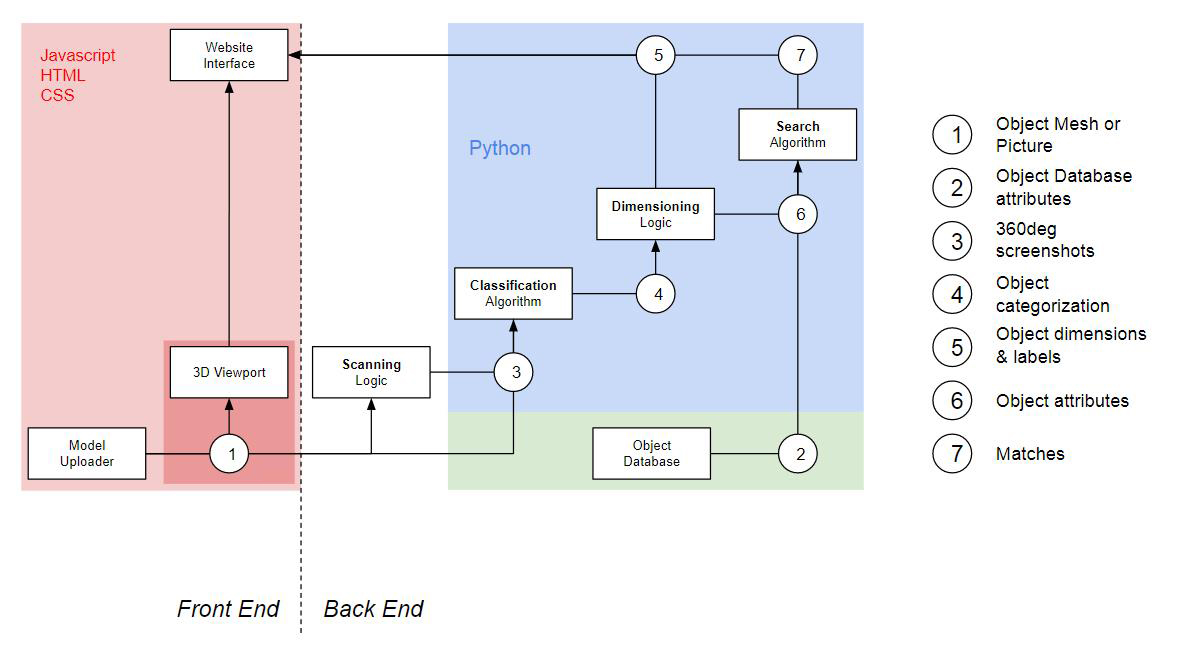 Javascript
HTML
CSS
Website
Interface
5
7
Search
Algorithm
Python
Dimensioning
Logic
6
Classification
Algorithm
4
3D Viewport
Scanning
Logic
3
Model
Uploader
1
Object
Database
2
Front End
Back End
1
Object Mesh or
Picture
2
Object Database
attributes
3
360deg
screenshots
4
Object
categorization
5
Object dimensions
& labels
6
Object attributes
7
Matches